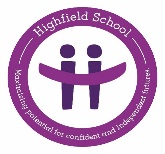 Highfield School
Maximising potential for confident and independent futures